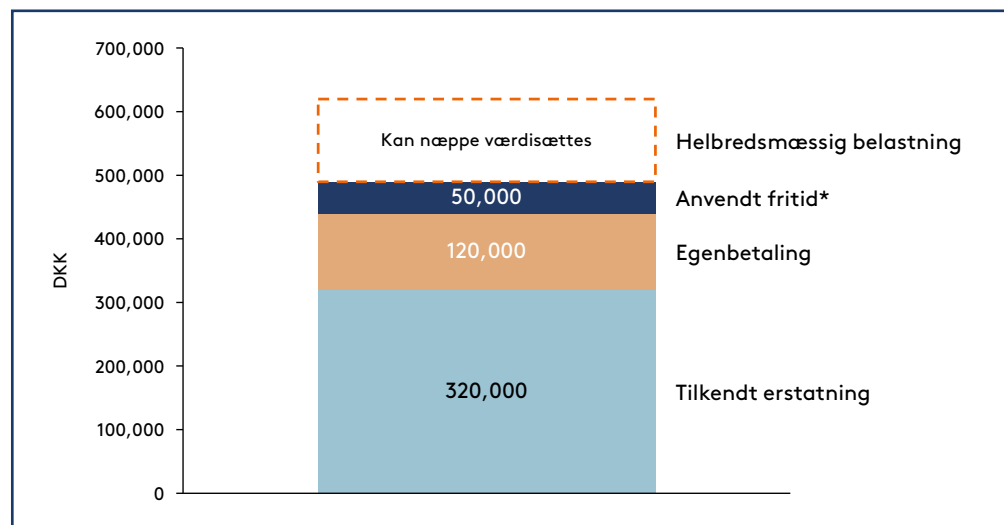 700,000
600,000
500,000
400,000
300,000
200,000
100,000
0
DKK
Kan næppe værdisættes
Helbredsmæssig belastning
50,000
Anvendt fritid*
120,000
Egenbetaling
320,000
Tilkendt erstatning